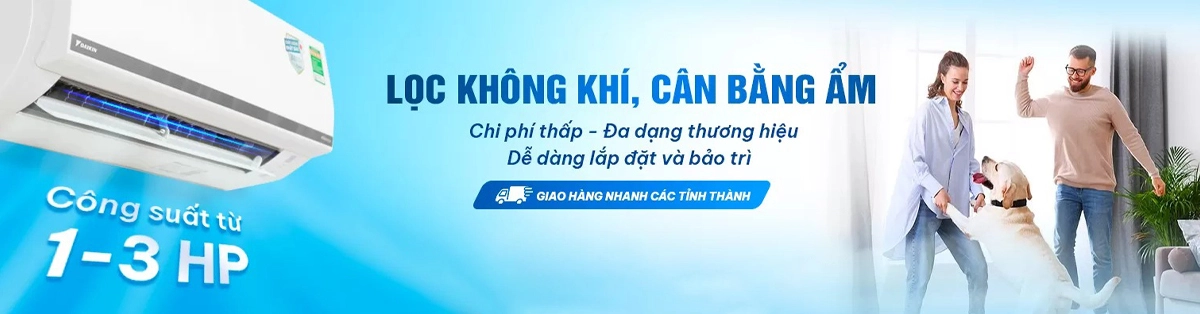 DAIKIN
LỌC KHÔNG KHÍ, CÂN BẰNG ẨM
Chi phí thấp - Đa dạng thương hiệu
Dễ dàng lắp đặt và bảo trì
GIAO HÀNG NHANH CÁC TỈNH THÀNH
Công suất từ
1-3 HP